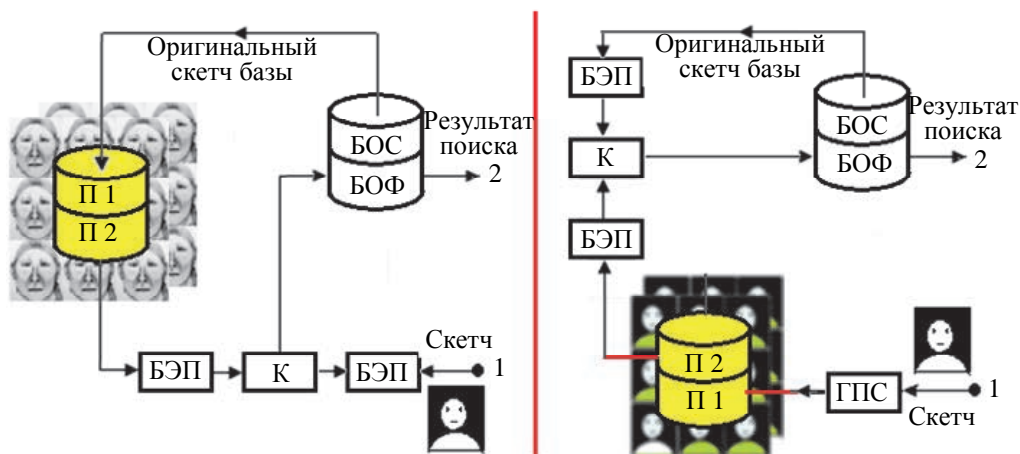 Оригинальный
скетч базы
БОС
БОФ
Результат
поиска
2
П 1
П 2
БЭП
К
БЭП
Скетч
1
Оригинальный
скетч базы
БЭП
К
БЭП
БОС
БОФ
Результат
поиска
2
П 2
П 1
ГПС
1
Скетч